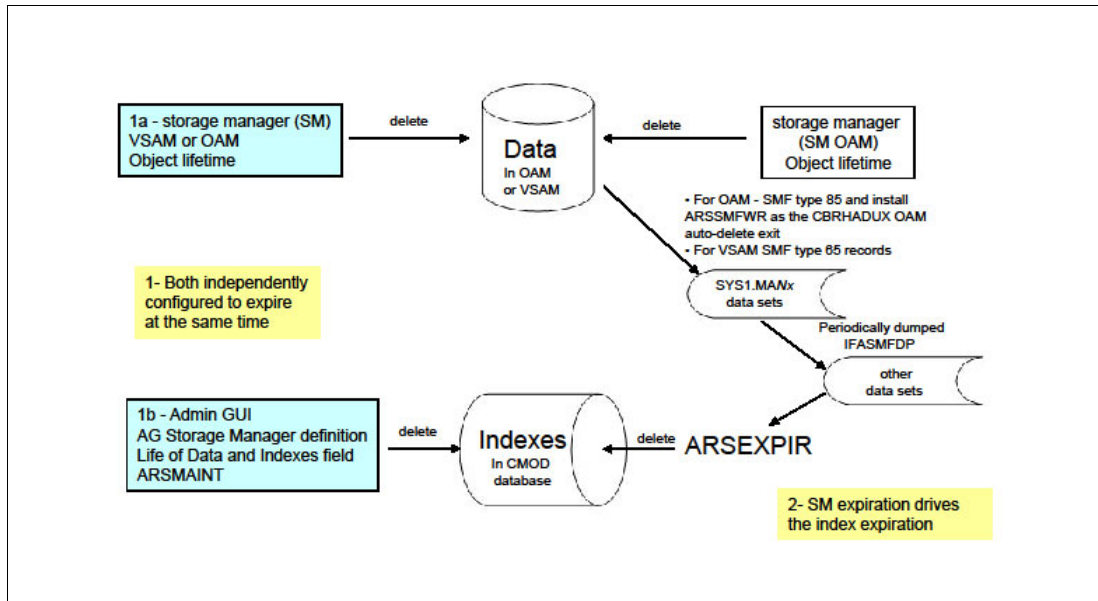 1a - storage manager (SM)
VSAM or OAM
Object lifetime
delete
Data
In OAM
or VSAM
delete
storage manager
(SM OAM)
Object lifetime
• For OAM - SMF type 85 and install
ARSSMFWR as the CBRHADUX OAM
auto-delete exit
• For VSAM SMF type 65 records
1- Both independently
configured to expire
at the same time
SYS1.MANx
data sets
Periodically dumped
IFASMFDP
other
data sets
1b - Admin GUI
AG Storage Manager definition
Life of Data and Indexes field
ARSMAINT
delete
Indexes
In CMOD
database
delete
ARSEXPIR
2- SM expiration drives
the index expiration